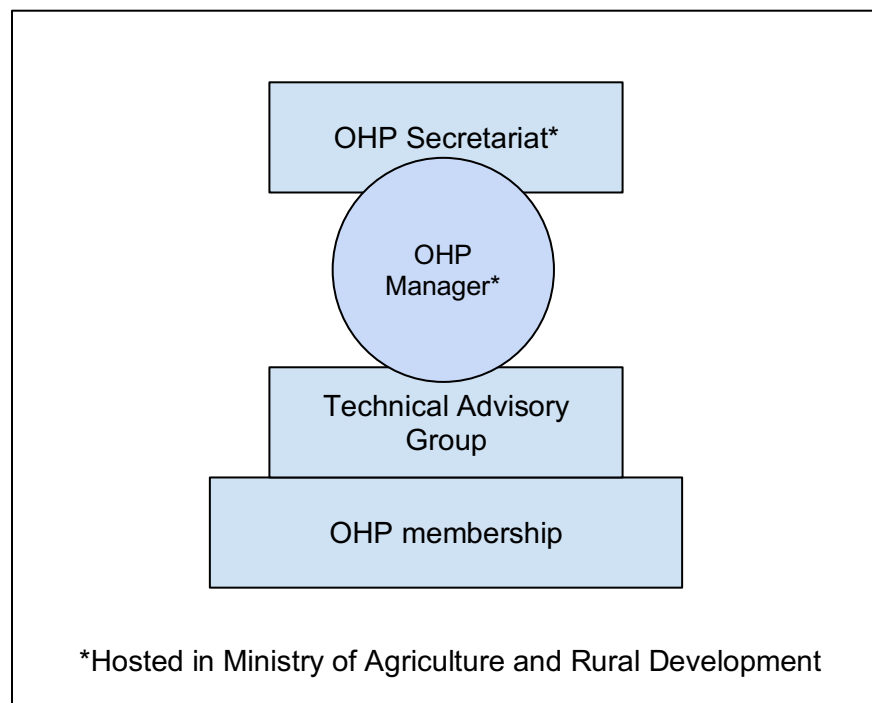 OHP Secretariat*
OHP
Manager*
Technical Advisory
Group
OHP membership
*Hosted in Ministry of Agriculture and Rural Development